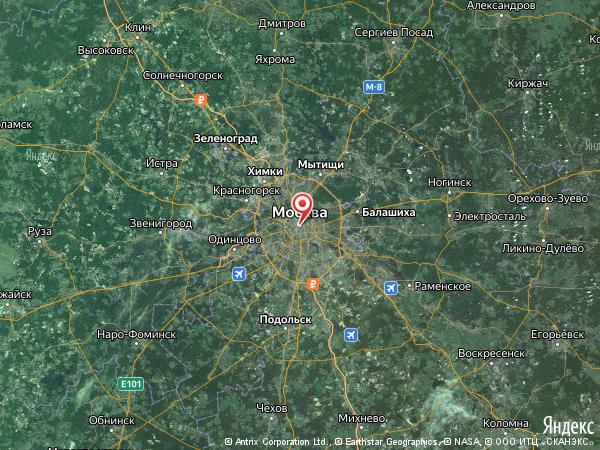 Александров
Дмитров
Клин
Сергиев Посад
Высоковск
Яхрома
Солнечногорск
М-8
Киржач
Яндекс
Зеленоград
Истра
Химки
Мытищи
Ногинск
Красногорск
Орехово-Зуево
Москва
Балашиха
Электросталь
Звенигород
Руза
Одинцово
Ликино-Дулёво
Раменское
Подольск
Наро-Фоминск
Егорьевск
Воскресенск
E101
Обнинск
Чехов
Михнево
Коломна
Яндекс
© Antrix Corporation Ltd., © Earthstar Geographics, © NASA, © ООО ИТЦ «СКАНЭКС»